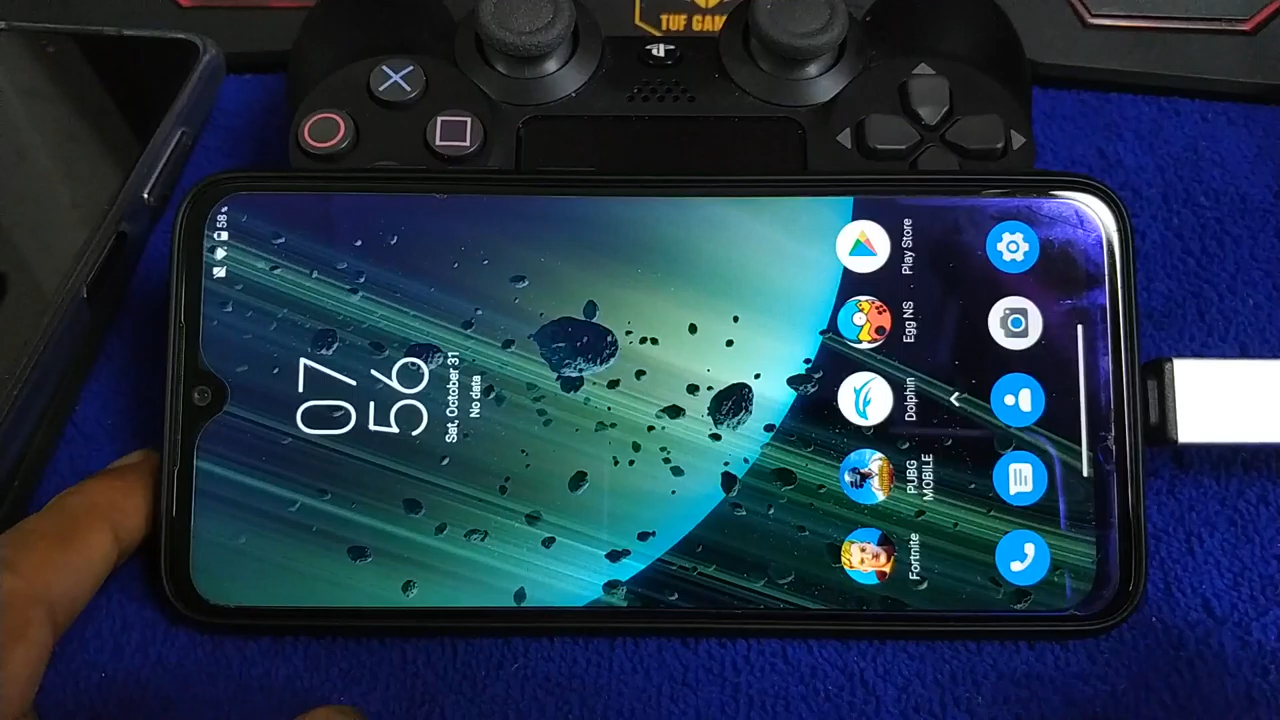 TUF GAM
58%
07
56
Sat, October 31
No data
Fortnite
PUBG
MOBILE
Dolphin
Egg NS
Play Store